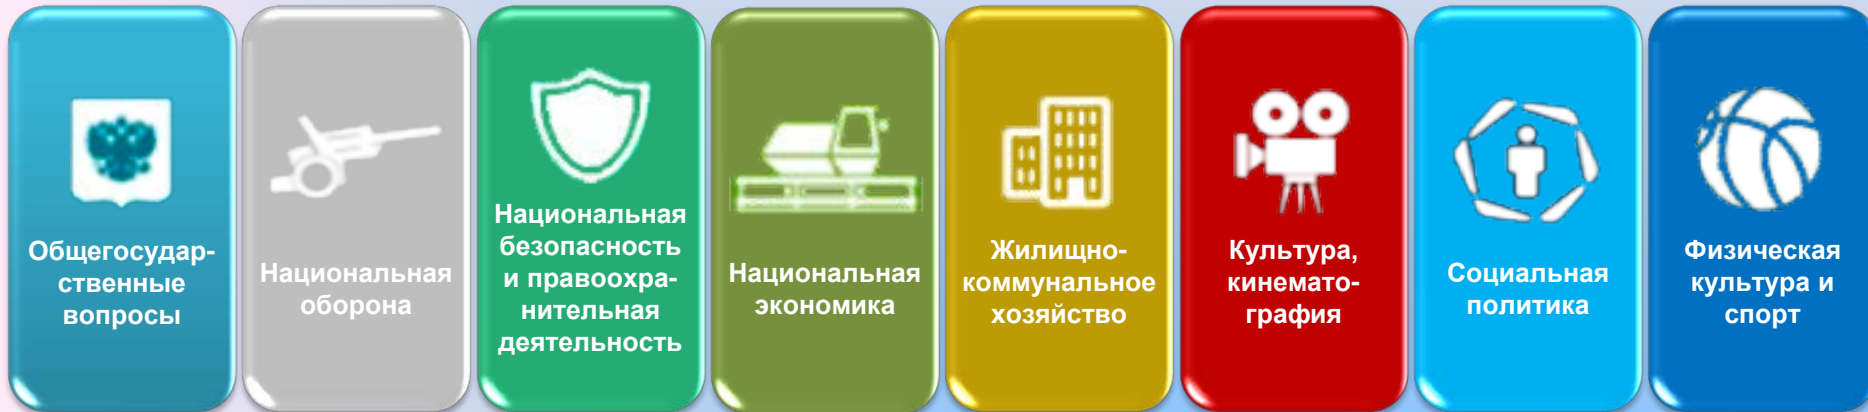 Общегосудар-
ственные
вопросы
Национальная
оборона
Национальная
безопасность
и правоохра-
нительная
деятельность
Национальная
экономика
Жилищно-
коммунальное
хозяйство
Культура,
кинемато-
графия
Социальная
политика
Физическая
культура и
спорт